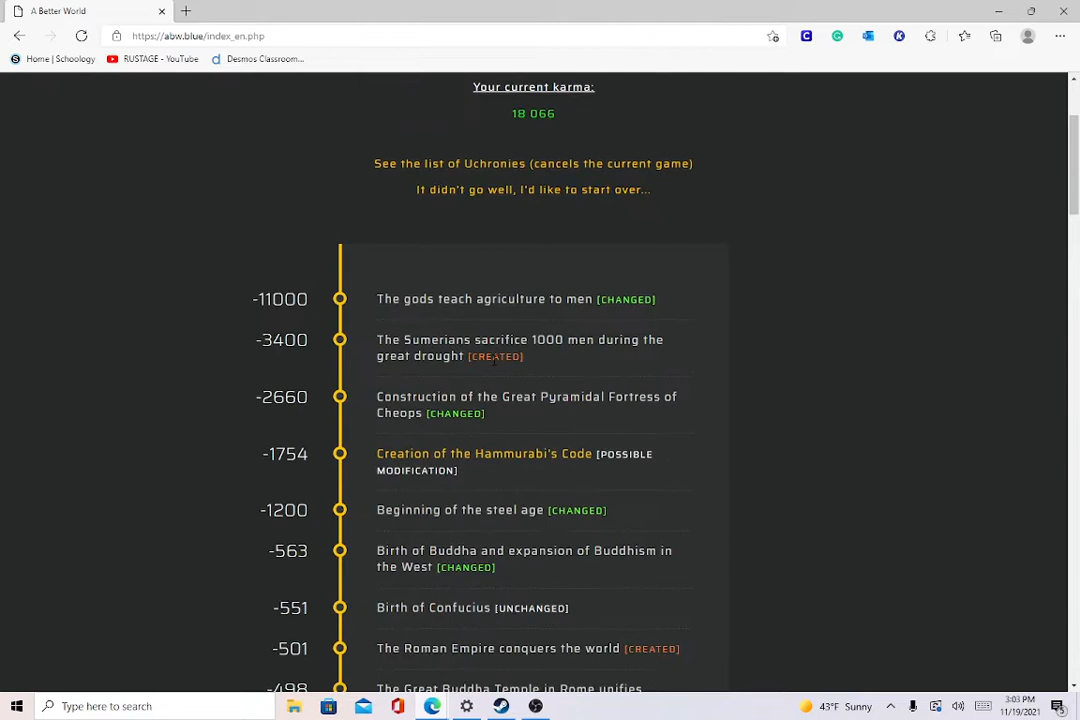 A Better World
https://abw.blue/index_en.php
Home | Schoology
RUSTAGE - YouTube
Desmos Classroom...
Your current karma:
18 066
See the list of Uchronies (cancels the current game)
It didn't go well, I'd like to start over...
-11000
The gods teach agriculture to men [CHANGED]
-3400
The Sumerians sacrifice 1000 men during the
great drought [CREATED]
-2660
Construction of the Great Pyramidal Fortress of
Cheops [CHANGED]
-1754
Creation of the Hammurabi's Code [POSSIBLE
MODIFICATION]
-1200
Beginning of the steel age [CHANGED]
-563
Birth of Buddha and expansion of Buddhism in
the West [CHANGED]
-551
Birth of Confucius [UNCHANGED]
-501
The Roman Empire conquers the world [CREATED]
-498
The Great Buddha Temple in Rome unifies
Type here to search
43°F Sunny
3:03 PM
11/19/2021